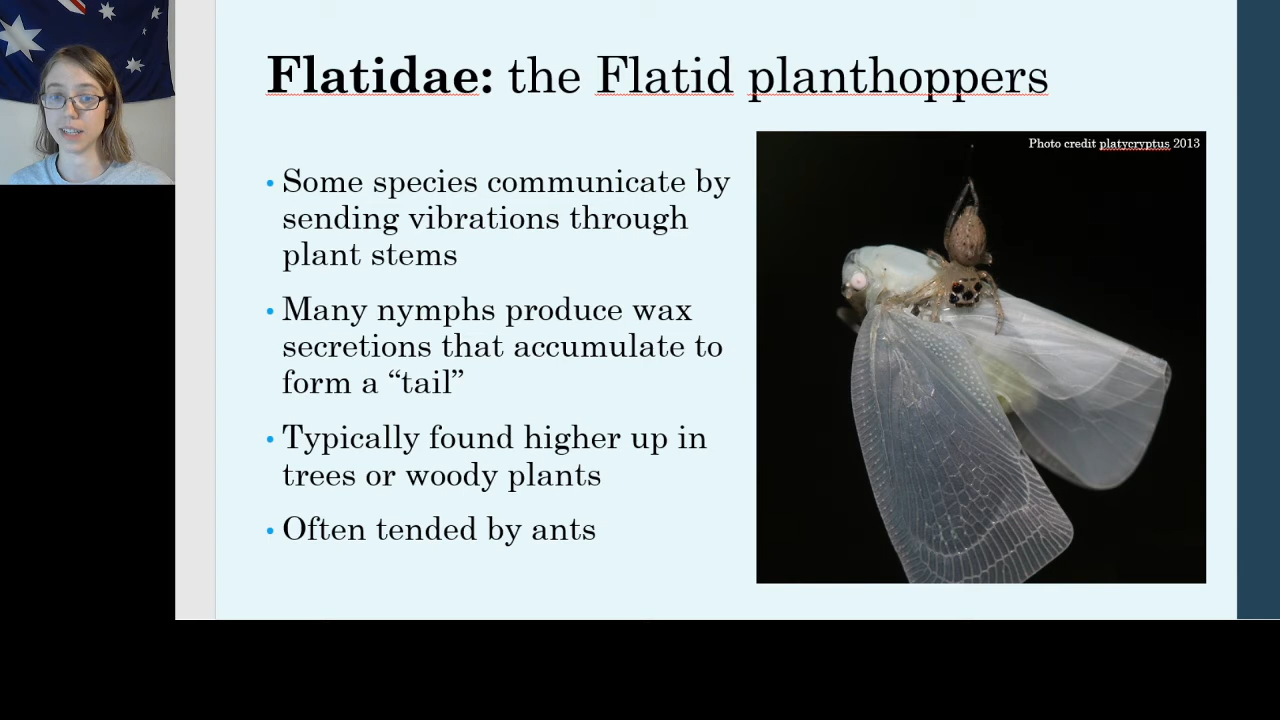 Flatidae: the Flatid planthoppers
Photo credit platycryptus 2013
• Some species communicate by
sending vibrations through
plant stems
• Many nymphs produce wax
secretions that accumulate to
form a “tail”
• Typically found higher up in
trees or woody plants
• Often tended by ants